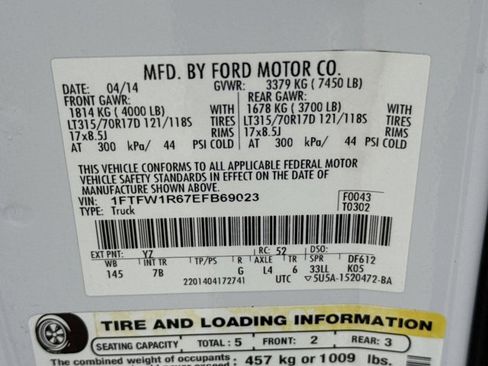 MFD. BY FORD MOTOR CO.
DATE: 04/14 GVWR: 3379 KG ( 7450 LB)
FRONT GAWR: REAR GAWR:
1814 KG ( 4000 LB) WITH 1678 KG ( 3700 LB) WITH
LT315/70R17D 121/118S TIRES LT315/70R17D 121/118S TIRES
17x8.5J RIMS 17x8.5J RIMS
AT 300 kPa/ 44 PSI COLD AT 300 kPa/ 44 PSI COLD
THIS VEHICLE CONFORMS TO ALL APPLICABLE FEDERAL MOTOR
VEHICLE SAFETY STANDARDS IN EFFECT ON THE DATE OF
MANUFACTURE SHOWN ABOVE.
VIN: 1FTFW1R67EFB69023 F0043
TYPE: Truck T0302
EXT PNT: YZ RC: 52 DSO:
WB INT TR TP/PS R AX TR SPR DF612
145 7B G L4 6 33LL K05
2201404172741 UTC 5U5A-1520472-BA
TIRE AND LOADING INFORMATION
SEATING CAPACITY TOTAL: 5 FRONT: 2 REAR: 3
The combined weight of occupants 457 kg or 1009 lbs.